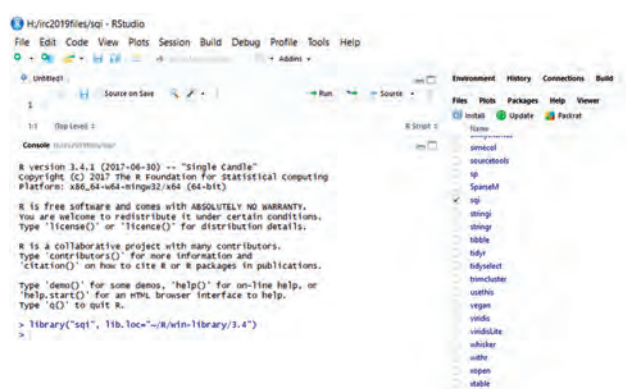 H:/irc2019files/sqi - RStudio
File Edit Code View Plots Session Build Debug Profile Tools Help
Addins
Untitled1
Source on Save Run Source
1
1:1 (Top Level) R Script
Console
R version 3.4.1 (2017-06-30) -- "Single Candle"
Copyright (C) 2017 The R Foundation for Statistical Computing
Platform: x86_64-w64-mingw32/x64 (64-bit)
R is free software and comes with ABSOLUTELY NO WARRANTY.
You are welcome to redistribute it under certain conditions.
Type 'license()' or 'licence()' for distribution details.
R is a collaborative project with many contributors.
Type 'contributors()' for more information and
'citation()' on how to cite R or R packages in publications.
Type 'demo()' for some demos, 'help()' for on-line help, or
'help.start()' for an HTML browser interface to help.
Type 'q()' to quit R.
> library("sqi", lib.loc="~/R/win-library/3.4")
>
Environment History Connections Build
Files Plots Packages Help Viewer
Install Update Packrat
Name
simecol
sourcetools
sp
SparseM
sqi
stringi
stringr
tibble
tidyr
tidyselect
trimcluster
usethis
vegan
viridis
viridisLite
whisker
withr
xopen
xtable